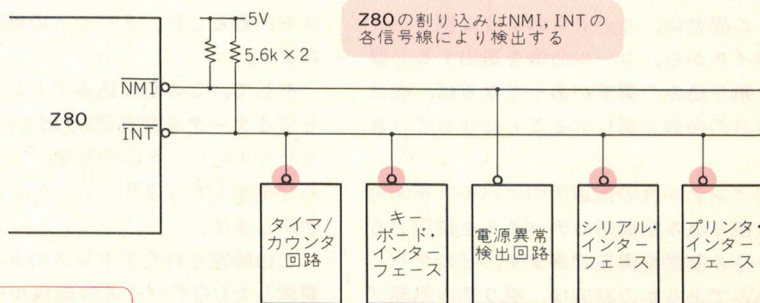 5V
5.6k×2
Z80の割り込みはNMI, INTの
各信号線により検出する
NMI
Z80
INT
タイマ/
カウンタ
回路
キー
ボード・
インター
フェース
電源異常
検出回路
シリアル・
インター
フェース
プリンタ・
インター
フェース